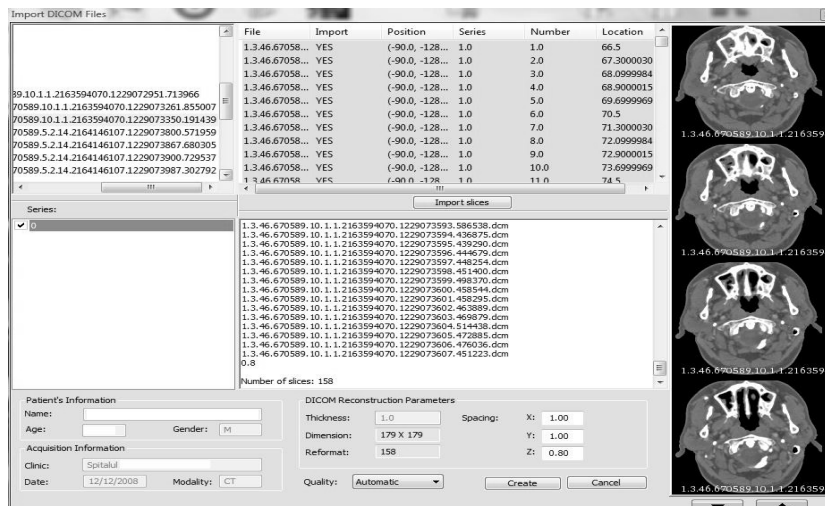 Import DICOM Files
39.10.1.1.2163594070.1229072951.713966
70589.10.1.1.2163594070.1229073261.855007
70589.10.1.1.2163594070.1229073350.191439
70589.5.2.14.2164146107.1229073800.571959
70589.5.2.14.2164146107.1229073867.680305
70589.5.2.14.2164146107.1229073900.729537
70589.5.2.14.2164146107.1229073987.302792
File Import Position Series Number Location
1.3.46.67058... YES (-90.0, -128... 1.0 1.0 66.5
1.3.46.67058... YES (-90.0, -128... 1.0 2.0 67.3000030
1.3.46.67058... YES (-90.0, -128... 1.0 3.0 68.0999984
1.3.46.67058... YES (-90.0, -128... 1.0 4.0 68.9000015
1.3.46.67058... YES (-90.0, -128... 1.0 5.0 69.6999969
1.3.46.67058... YES (-90.0, -128... 1.0 6.0 70.5
1.3.46.67058... YES (-90.0, -128... 1.0 7.0 71.3000030
1.3.46.67058... YES (-90.0, -128... 1.0 8.0 72.0999984
1.3.46.67058... YES (-90.0, -128... 1.0 9.0 72.9000015
1.3.46.67058... YES (-90.0, -128... 1.0 10.0 73.6999969
1.3.46.67058... YES (-90.0, -128... 1.0 11.0 74.5
Import slices
Series:
0
1.3.46.670589.10.1.1.2163594070.1229073593.586538.dcm
1.3.46.670589.10.1.1.2163594070.1229073594.436875.dcm
1.3.46.670589.10.1.1.2163594070.1229073595.439290.dcm
1.3.46.670589.10.1.1.2163594070.1229073596.444679.dcm
1.3.46.670589.10.1.1.2163594070.1229073597.448254.dcm
1.3.46.670589.10.1.1.2163594070.1229073598.451400.dcm
1.3.46.670589.10.1.1.2163594070.1229073599.498370.dcm
1.3.46.670589.10.1.1.2163594070.1229073600.458544.dcm
1.3.46.670589.10.1.1.2163594070.1229073601.458295.dcm
1.3.46.670589.10.1.1.2163594070.1229073602.463889.dcm
1.3.46.670589.10.1.1.2163594070.1229073603.469879.dcm
1.3.46.670589.10.1.1.2163594070.1229073604.514438.dcm
1.3.46.670589.10.1.1.2163594070.1229073605.472885.dcm
1.3.46.670589.10.1.1.2163594070.1229073606.476036.dcm
1.3.46.670589.10.1.1.2163594070.1229073607.451223.dcm
0.8
Number of slices: 158
Patient's Information
Name:
Age: Gender: M
Acquisition Information
Clinic: Spitalul
Date: 12/12/2008 Modality: CT
DICOM Reconstruction Parameters
Thickness: 1.0 Spacing: X: 1.00
Dimension: 179 X 179 Y: 1.00
Reformat: 158 Z: 0.80
Quality: Automatic Create Cancel
1.3.46.670589.10.1.1.216359
1.3.46.670589.10.1.1.216359
1.3.46.670589.10.1.1.216359
1.3.46.670589.10.1.1.216359